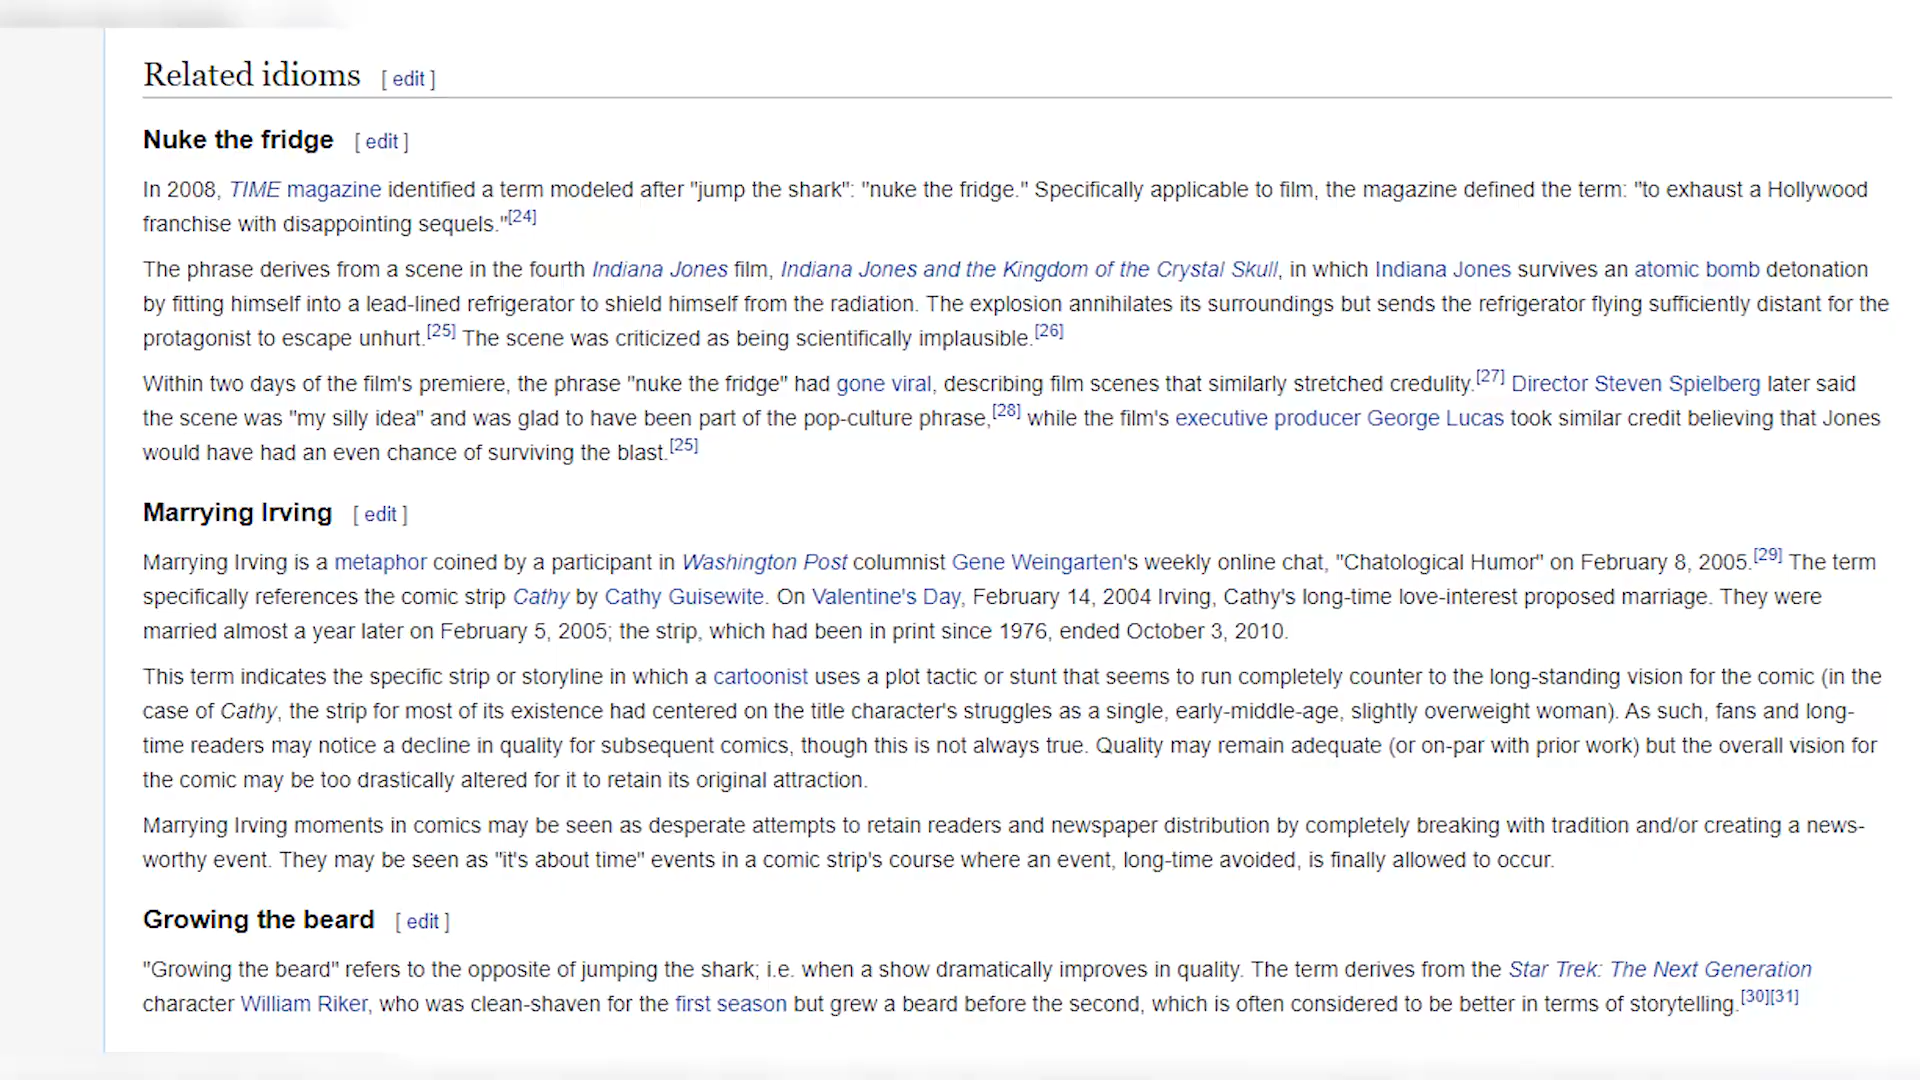 Related idioms [ edit ]
Nuke the fridge [ edit ]
In 2008, TIME magazine identified a term modeled after "jump the shark": "nuke the fridge." Specifically applicable to film, the magazine defined the term: "to exhaust a Hollywood
franchise with disappointing sequels."[24]
The phrase derives from a scene in the fourth Indiana Jones film, Indiana Jones and the Kingdom of the Crystal Skull, in which Indiana Jones survives an atomic bomb detonation
by fitting himself into a lead-lined refrigerator to shield himself from the radiation. The explosion annihilates its surroundings but sends the refrigerator flying sufficiently distant for the
protagonist to escape unhurt.[25] The scene was criticized as being scientifically implausible.[26]
Within two days of the film's premiere, the phrase "nuke the fridge" had gone viral, describing film scenes that similarly stretched credulity.[27] Director Steven Spielberg later said
the scene was "my silly idea" and was glad to have been part of the pop-culture phrase,[28] while the film's executive producer George Lucas took similar credit believing that Jones
would have had an even chance of surviving the blast.[25]
Marrying Irving [ edit ]
Marrying Irving is a metaphor coined by a participant in Washington Post columnist Gene Weingarten's weekly online chat, "Chatological Humor" on February 8, 2005.[29] The term
specifically references the comic strip Cathy by Cathy Guisewite. On Valentine's Day, February 14, 2004 Irving, Cathy's long-time love-interest proposed marriage. They were
married almost a year later on February 5, 2005; the strip, which had been in print since 1976, ended October 3, 2010.
This term indicates the specific strip or storyline in which a cartoonist uses a plot tactic or stunt that seems to run completely counter to the long-standing vision for the comic (in the
case of Cathy, the strip for most of its existence had centered on the title character's struggles as a single, early-middle-age, slightly overweight woman). As such, fans and long-
time readers may notice a decline in quality for subsequent comics, though this is not always true. Quality may remain adequate (or on-par with prior work) but the overall vision for
the comic may be too drastically altered for it to retain its original attraction.
Marrying Irving moments in comics may be seen as desperate attempts to retain readers and newspaper distribution by completely breaking with tradition and/or creating a news-
worthy event. They may be seen as "it's about time" events in a comic strip's course where an event, long-time avoided, is finally allowed to occur.
Growing the beard [ edit ]
"Growing the beard" refers to the opposite of jumping the shark; i.e. when a show dramatically improves in quality. The term derives from the Star Trek: The Next Generation
character William Riker, who was clean-shaven for the first season but grew a beard before the second, which is often considered to be better in terms of storytelling.[30][31]